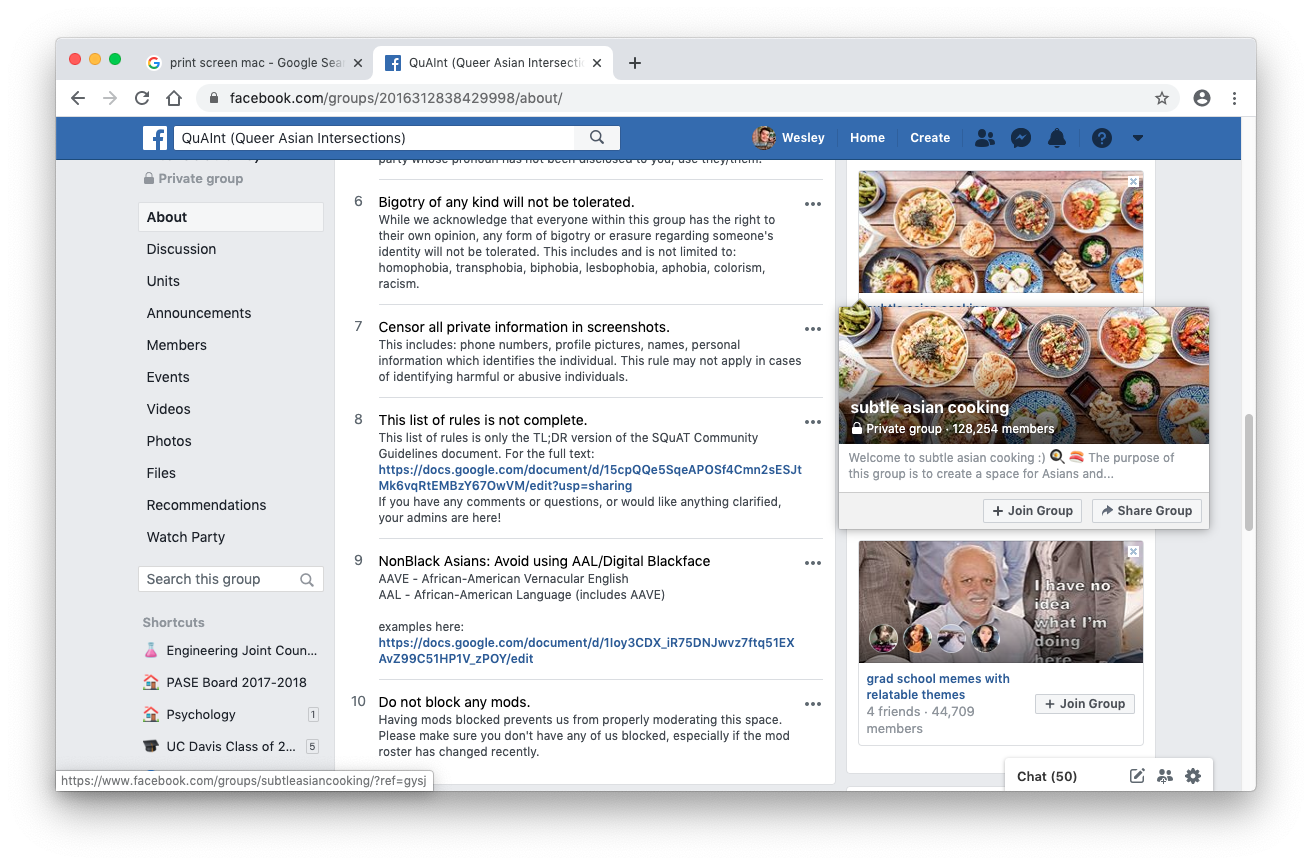 print screen mac - Google Sea
QuAInt (Queer Asian Intersecti
facebook.com/groups/2016312838429998/about/
QuAInt (Queer Asian Intersections)
Wesley
Home
Create
Private group
About
Discussion
Units
Announcements
Members
Events
Videos
Photos
Files
Recommendations
Watch Party
Search this group
Shortcuts
Engineering Joint Coun...
PASE Board 2017-2018
Psychology
1
UC Davis Class of 2...
5
https://www.facebook.com/groups/subtleasiancooking/?ref=gysj
party whose pronoun has not been disclosed to you, use they/them.
6 Bigotry of any kind will not be tolerated.
While we acknowledge that everyone within this group has the right to
their own opinion, any form of bigotry or erasure regarding someone's
identity will not be tolerated. This includes and is not limited to:
homophobia, transphobia, biphobia, lesbophobia, aphobia, colorism,
racism.
7 Censor all private information in screenshots.
This includes: phone numbers, profile pictures, names, personal
information which identifies the individual. This rule may not apply in cases
of identifying harmful or abusive individuals.
8 This list of rules is not complete.
This list of rules is only the TL;DR version of the SQuAT Community
Guidelines document. For the full text:
https://docs.google.com/document/d/15cpQQe5SqeAPOSf4Cmn2sESJt
Mk6vqRtEMBzY67OwVM/edit?usp=sharing
If you have any comments or questions, or would like anything clarified,
your admins are here!
9 NonBlack Asians: Avoid using AAL/Digital Blackface
AAVE - African-American Vernacular English
AAL - African-American Language (includes AAVE)
examples here:
https://docs.google.com/document/d/1Ioy3CDX_iR75DNJwvz7ftq51EX
AvZ99C51HP1V_zPOY/edit
10 Do not block any mods.
Having mods blocked prevents us from properly moderating this space.
Please make sure you don't have any of us blocked, especially if the mod
roster has changed recently.
subtle asian cooking
subtle asian cooking
Private group · 128,254 members
Welcome to subtle asian cooking :) 🍳 🍣 The purpose of
this group is to create a space for Asians and...
+ Join Group
Share Group
I have no
idea
what I'm
doing
here
grad school memes with
relatable themes
4 friends · 44,709
members
+ Join Group
Chat (50)